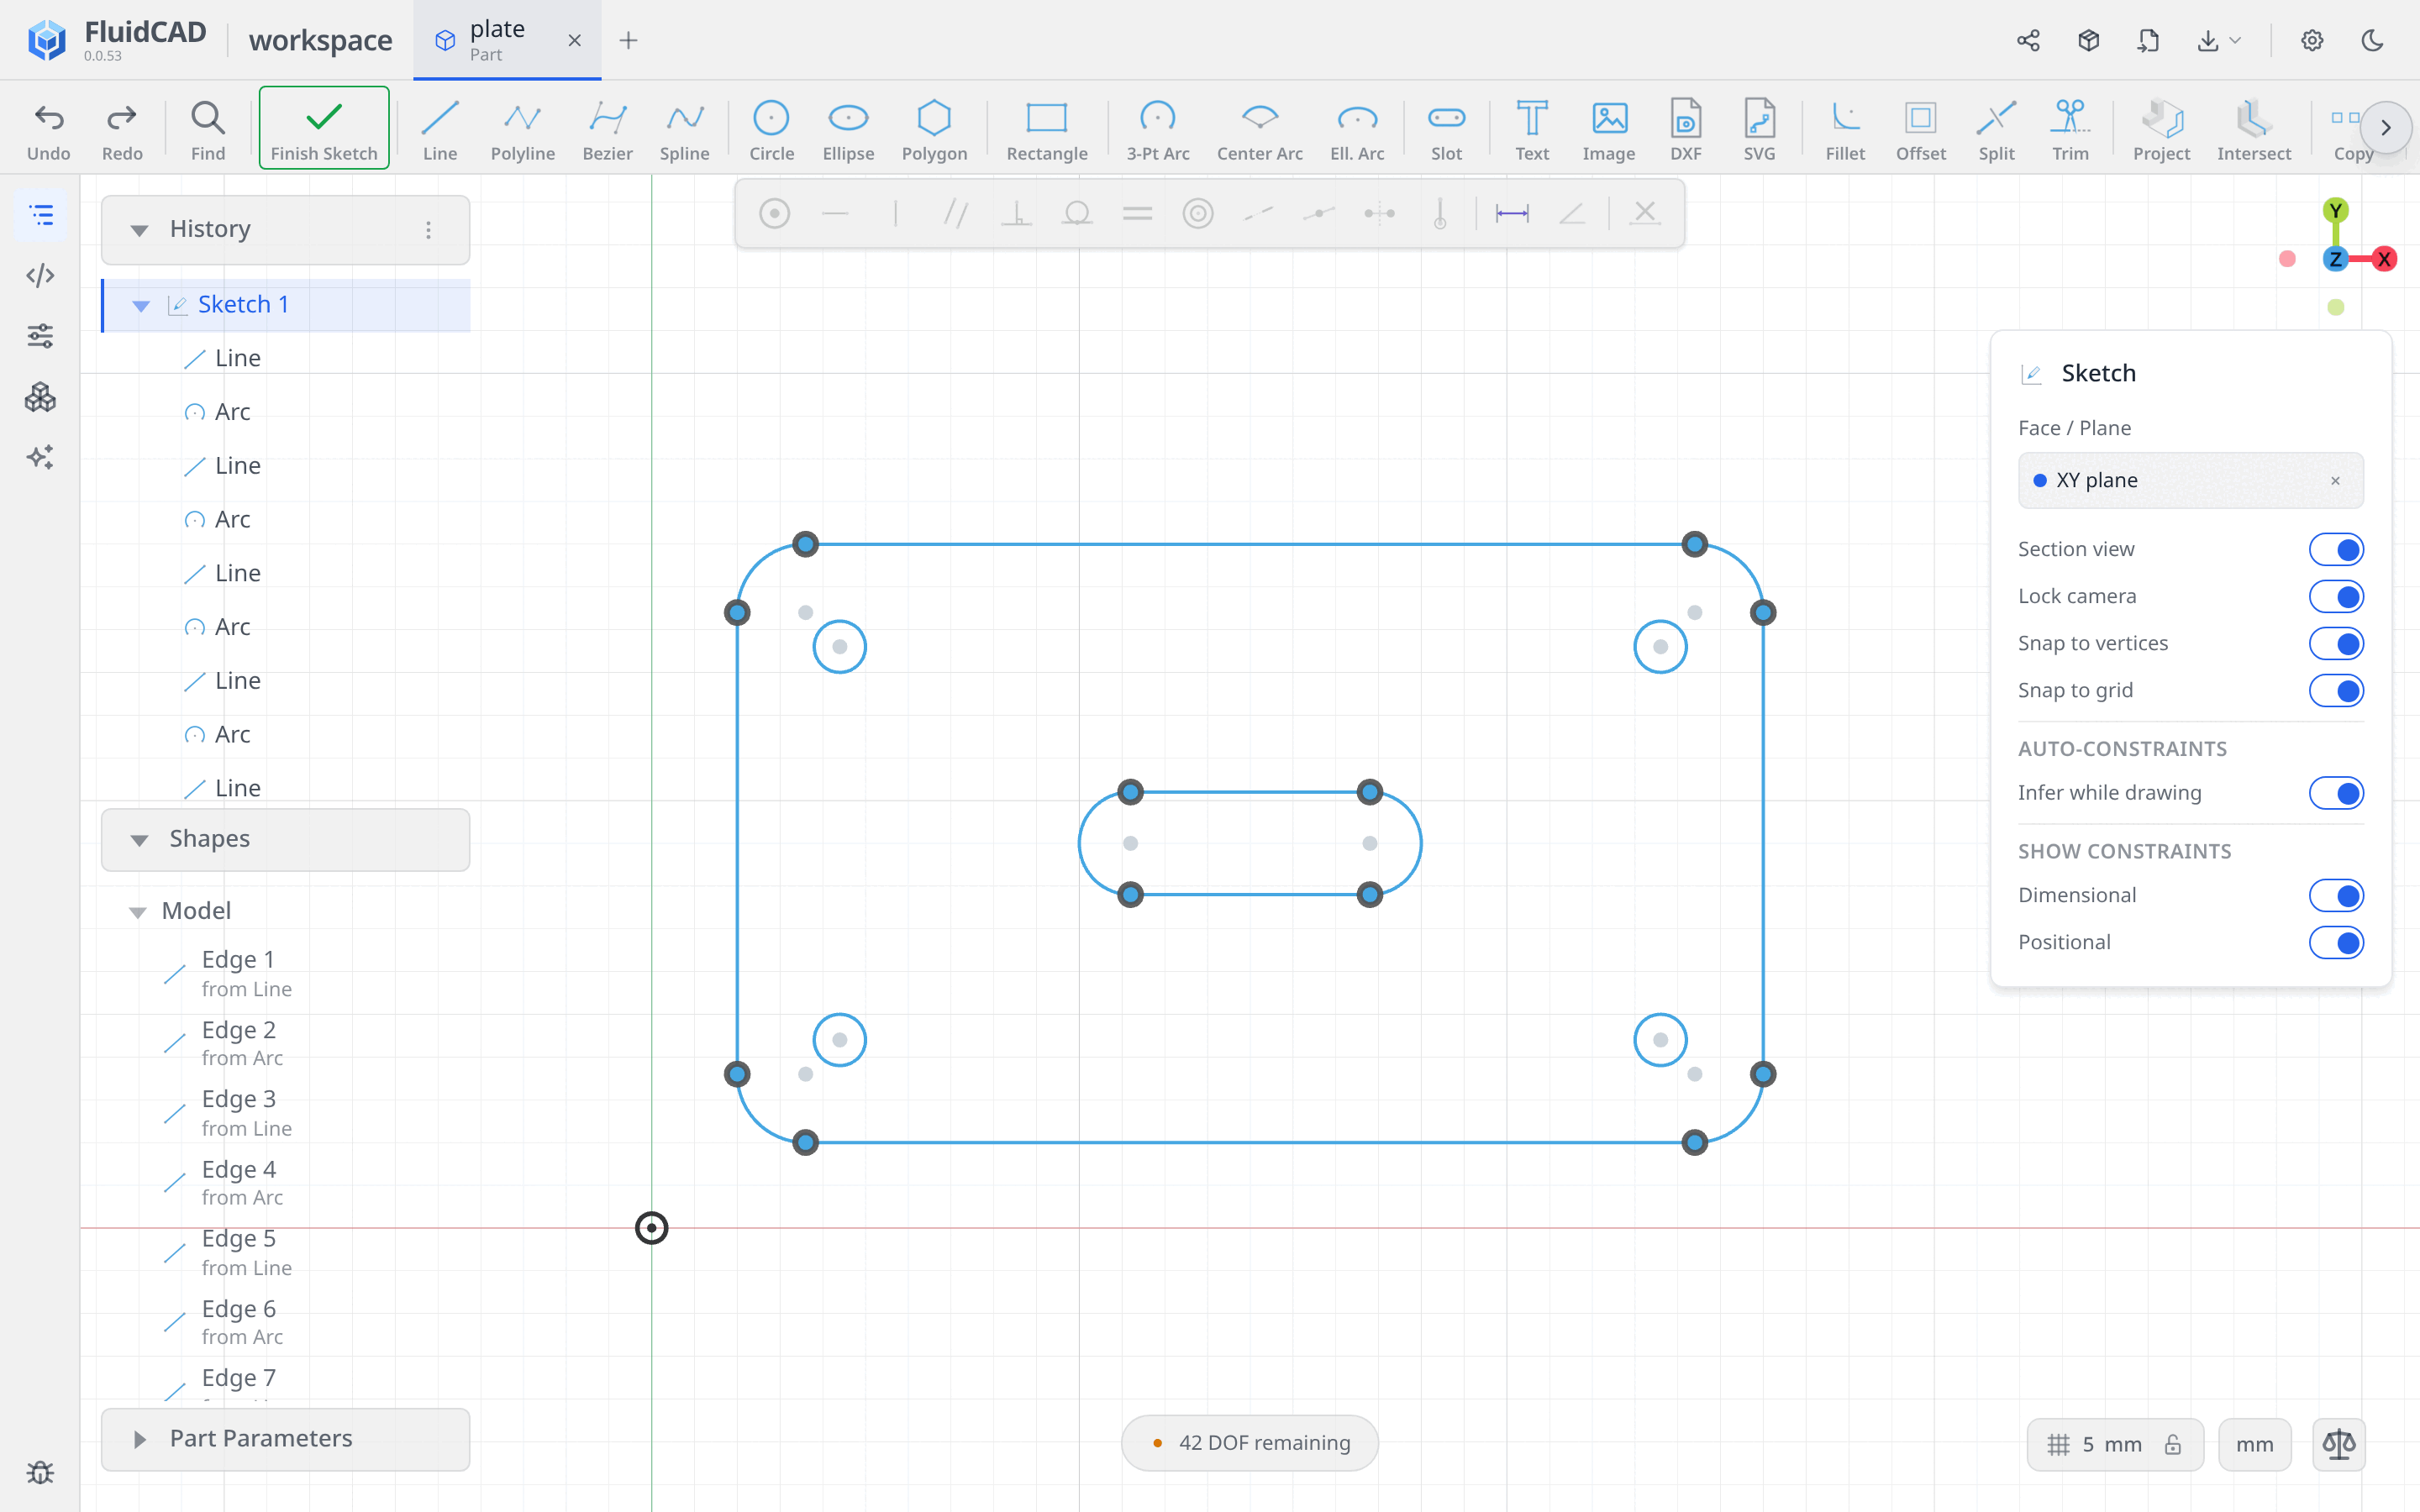 FluidCAD
0.0.53
workspace
plate
Part
Undo
Redo
Find
Finish Sketch
Line
Polyline
Bezier
Spline
Circle
Ellipse
Polygon
Rectangle
3-Pt Arc
Center Arc
Ell. Arc
Slot
Text
Image
DXF
SVG
Fillet
Offset
Split
Trim
Project
Intersect
Copy
History
Sketch 1
Line
Arc
Line
Arc
Line
Arc
Line
Arc
Line
Shapes
Model
Edge 1
from Line
Edge 2
from Arc
Edge 3
from Line
Edge 4
from Arc
Edge 5
from Line
Edge 6
from Arc
Edge 7
Part Parameters
Y
Z
X
Sketch
Face / Plane
XY plane
Section view
Lock camera
Snap to vertices
Snap to grid
AUTO-CONSTRAINTS
Infer while drawing
SHOW CONSTRAINTS
Dimensional
Positional
42 DOF remaining
5 mm
mm